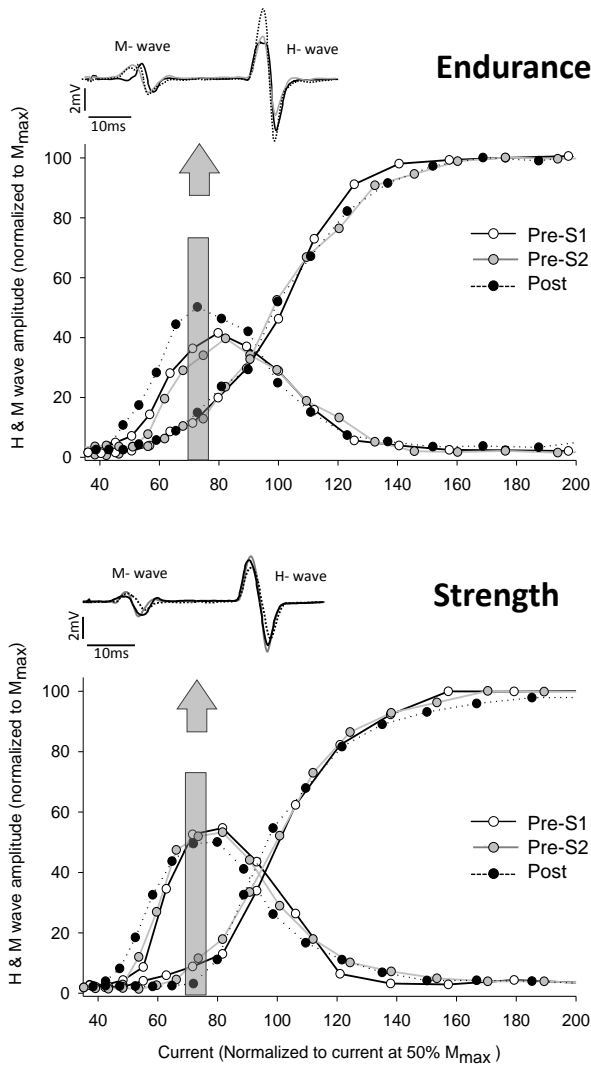 M- wave
H- wave
Endurance
2mV
10ms
H & M wave amplitude (normalized to Mmax)
100
80
60
40
20
0
Pre-S1
Pre-S2
Post
40 60 80 100 120 140 160 180 200
M- wave
H- wave
Strength
2mV
10ms
H & M wave amplitude (normalized to Mmax)
100
80
60
40
20
0
Pre-S1
Pre-S2
Post
40 60 80 100 120 140 160 180 200
Current (Normalized to current at 50% Mmax )